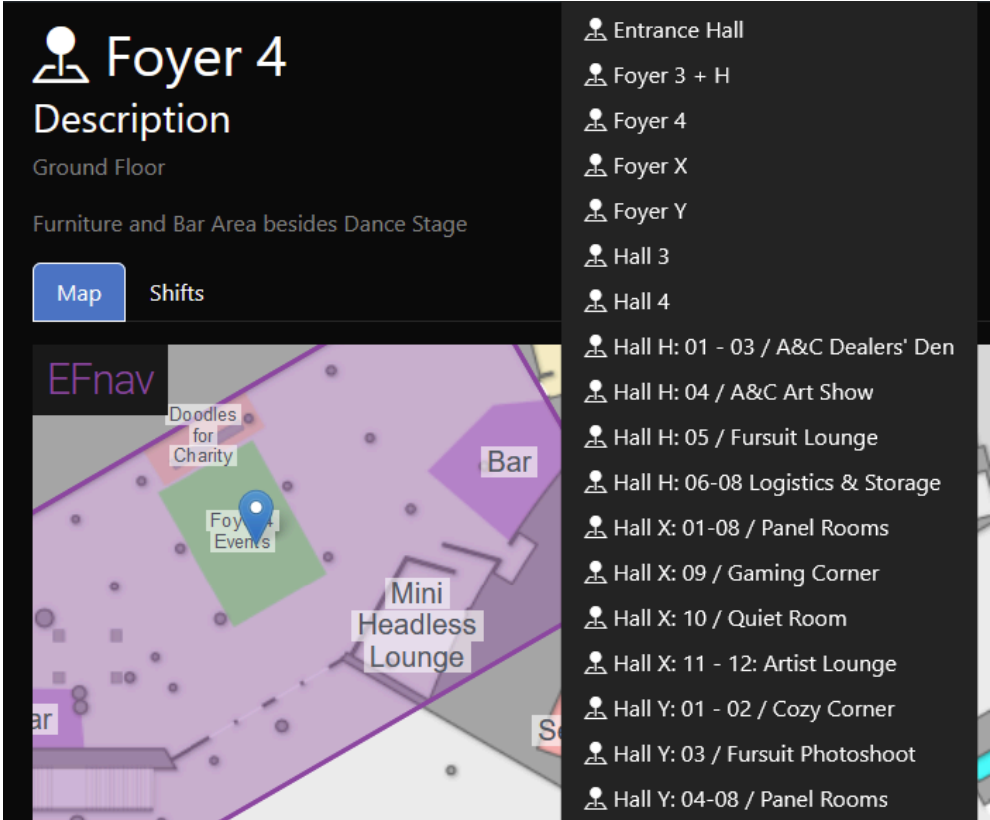 Foyer 4
Description
Ground Floor
Furniture and Bar Area besides Dance Stage
Map
Shifts
EFnav
Doodles
for
Charity
Bar
Events
Mini
Headless
Lounge
Entrance Hall
Foyer 3 + H
Foyer 4
Foyer X
Foyer Y
Hall 3
Hall 4
Hall H: 01 - 03 / A&C Dealers' Den
Hall H: 04 / A&C Art Show
Hall H: 05 / Fursuit Lounge
Hall H: 06-08 Logistics & Storage
Hall X: 01-08 / Panel Rooms
Hall X: 09 / Gaming Corner
Hall X: 10 / Quiet Room
Hall X: 11 - 12: Artist Lounge
Hall Y: 01 - 02 / Cozy Corner
Hall Y: 03 / Fursuit Photoshoot
Hall Y: 04-08 / Panel Rooms